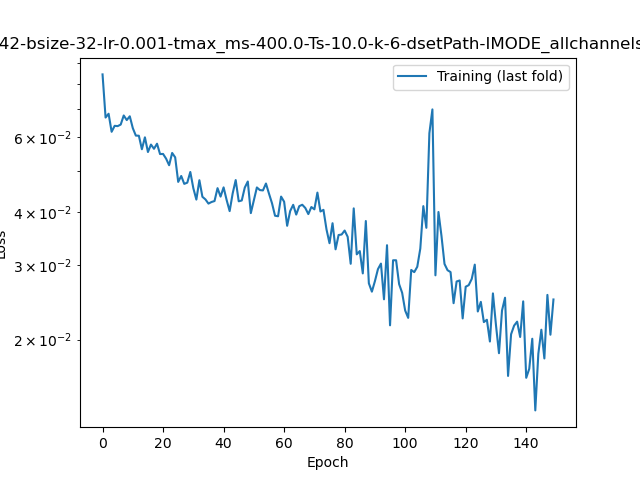 42-bsize-32-lr-0.001-tmax_ms-400.0-Ts-10.0-k-6-dsetPath-IMODE_allchannels
Training (last fold)
6 × 10⁻²
4 × 10⁻²
3 × 10⁻²
2 × 10⁻²
Loss
0 20 40 60 80 100 120 140
Epoch